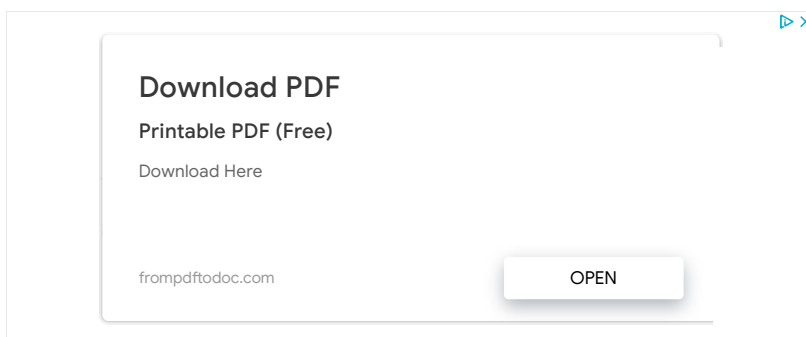 Download PDF
Printable PDF (Free)
Download Here
frompdftodoc.com
OPEN